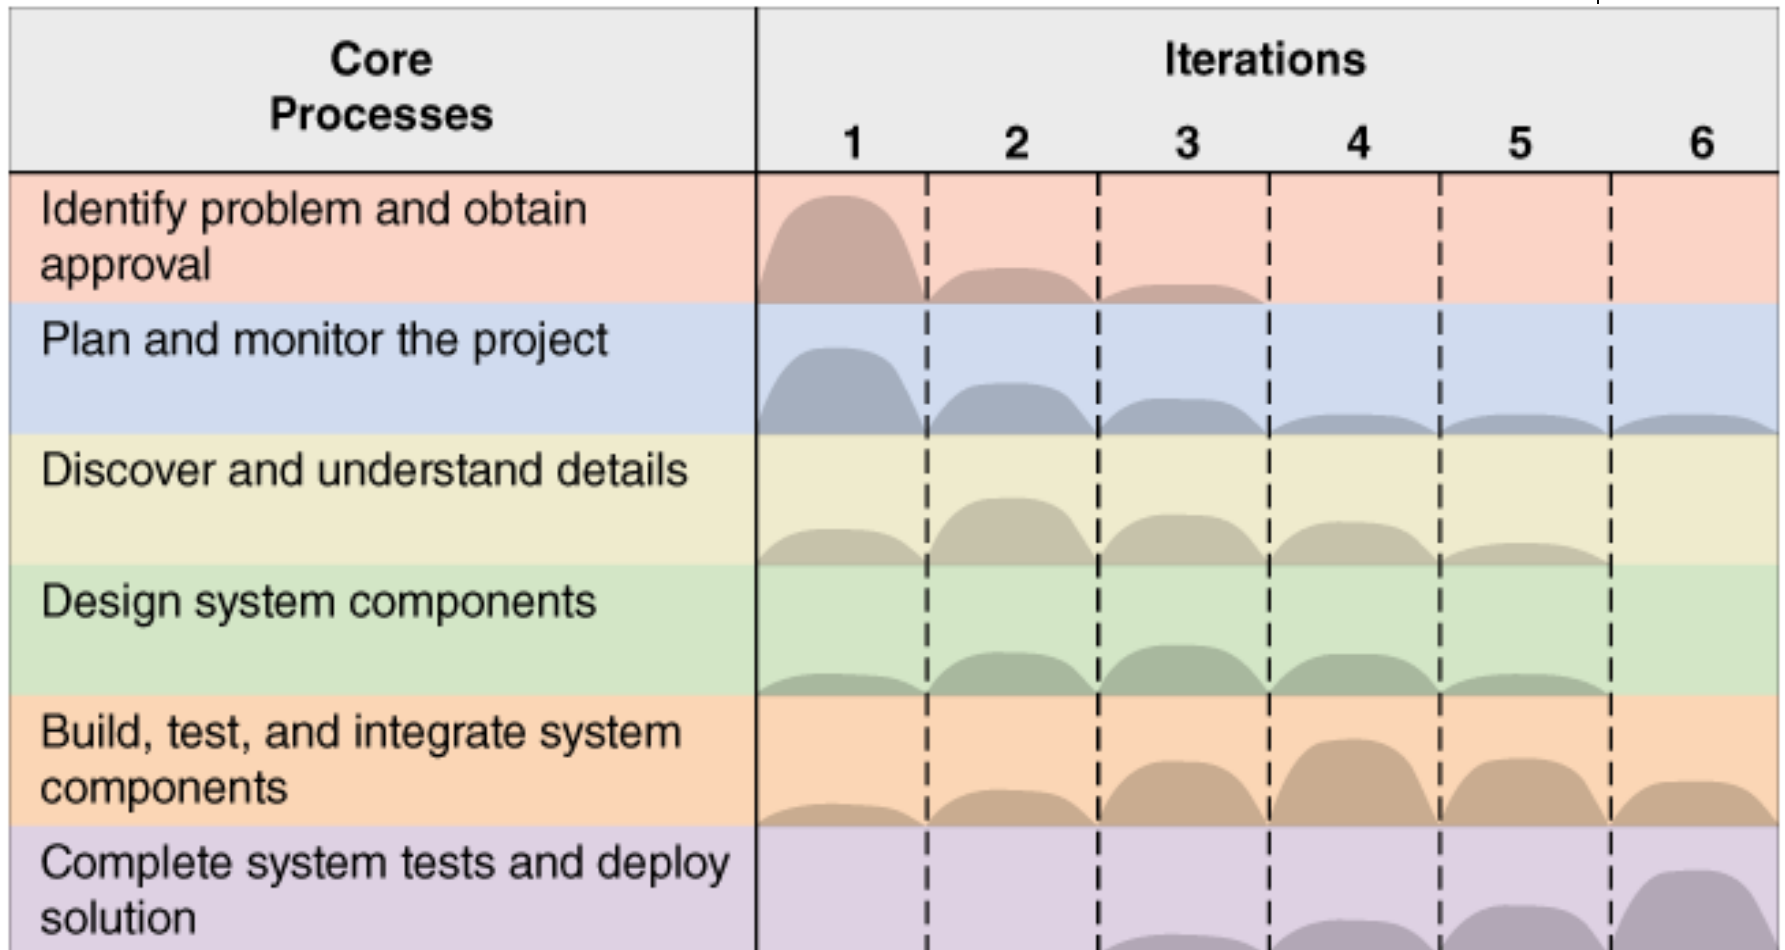 Core
Processes
Iterations
1 2 3 4 5 6
Identify problem and obtain
approval
Plan and monitor the project
Discover and understand details
Design system components
Build, test, and integrate system
components
Complete system tests and deploy
solution